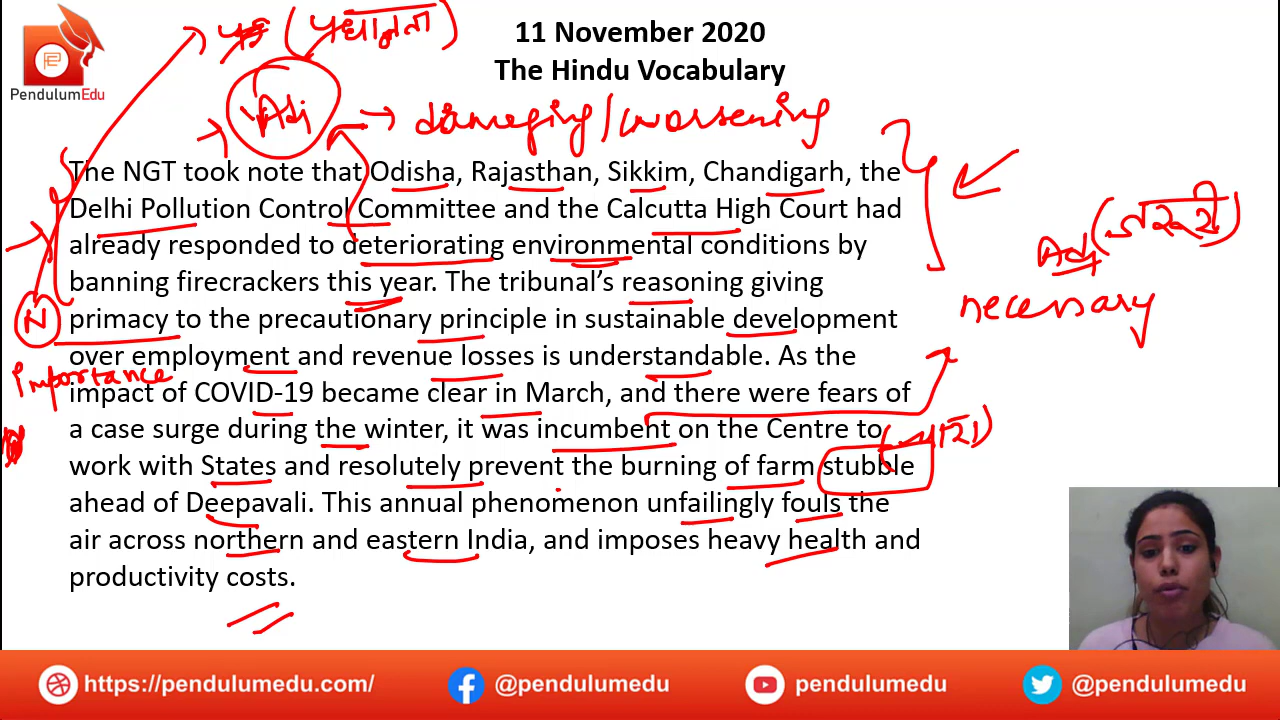 11 November 2020
The Hindu Vocabulary
PendulumEdu
(प्रधानता)
Adj → damaging/worsening
The NGT took note that Odisha, Rajasthan, Sikkim, Chandigarh, the
Delhi Pollution Control Committee and the Calcutta High Court had
already responded to deteriorating environmental conditions by
banning firecrackers this year. The tribunal's reasoning giving
primacy to the precautionary principle in sustainable development
over employment and revenue losses is understandable. As the
impact of COVID-19 became clear in March, and there were fears of
a case surge during the winter, it was incumbent on the Centre to
work with States and resolutely prevent the burning of farm stubble
ahead of Deepavali. This annual phenomenon unfailingly fouls the
air across northern and eastern India, and imposes heavy health and
productivity costs.
Adj (जरूरी)
necessary
N
importance
https://pendulumedu.com/
@pendulumedu
pendulumedu
@pendulumedu